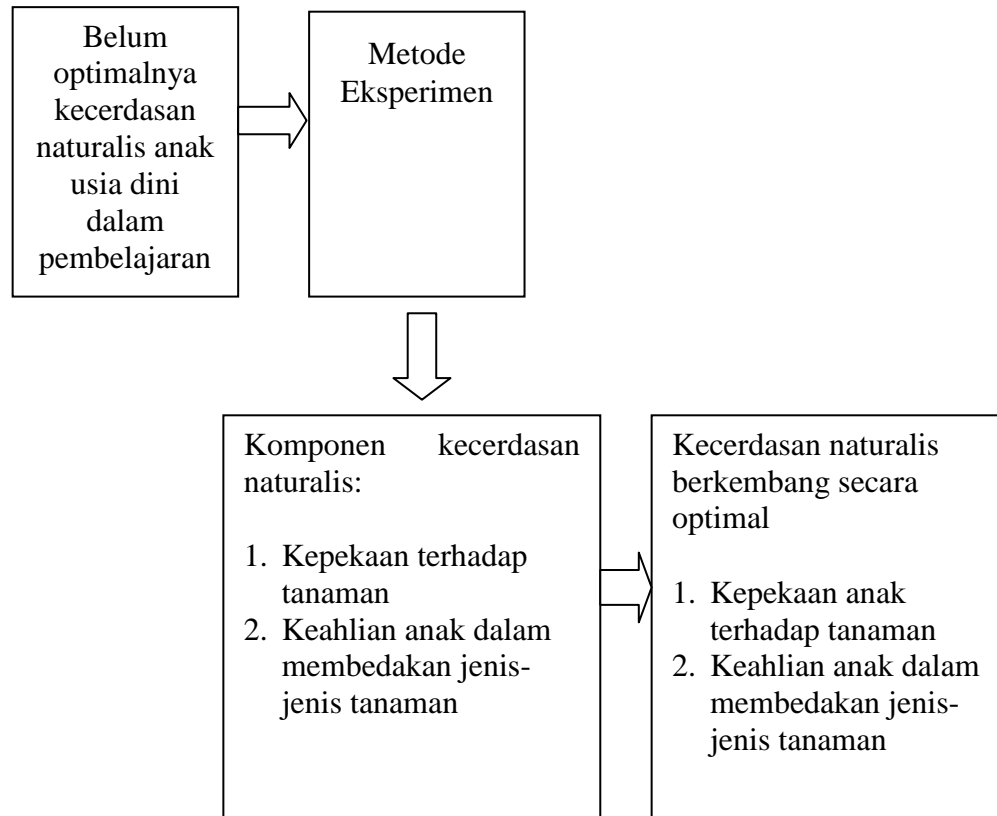 Belum
optimalnya
kecerdasan
naturalis anak
usia dini
dalam
pembelajaran
Metode
Eksperimen
Komponen kecerdasan
naturalis:
1. Kepekaan terhadap
tanaman
2. Keahlian anak dalam
membedakan jenis-
jenis tanaman
Kecerdasan naturalis
berkembang secara
optimal
1. Kepekaan anak
terhadap tanaman
2. Keahlian anak dalam
membedakan jenis-
jenis tanaman